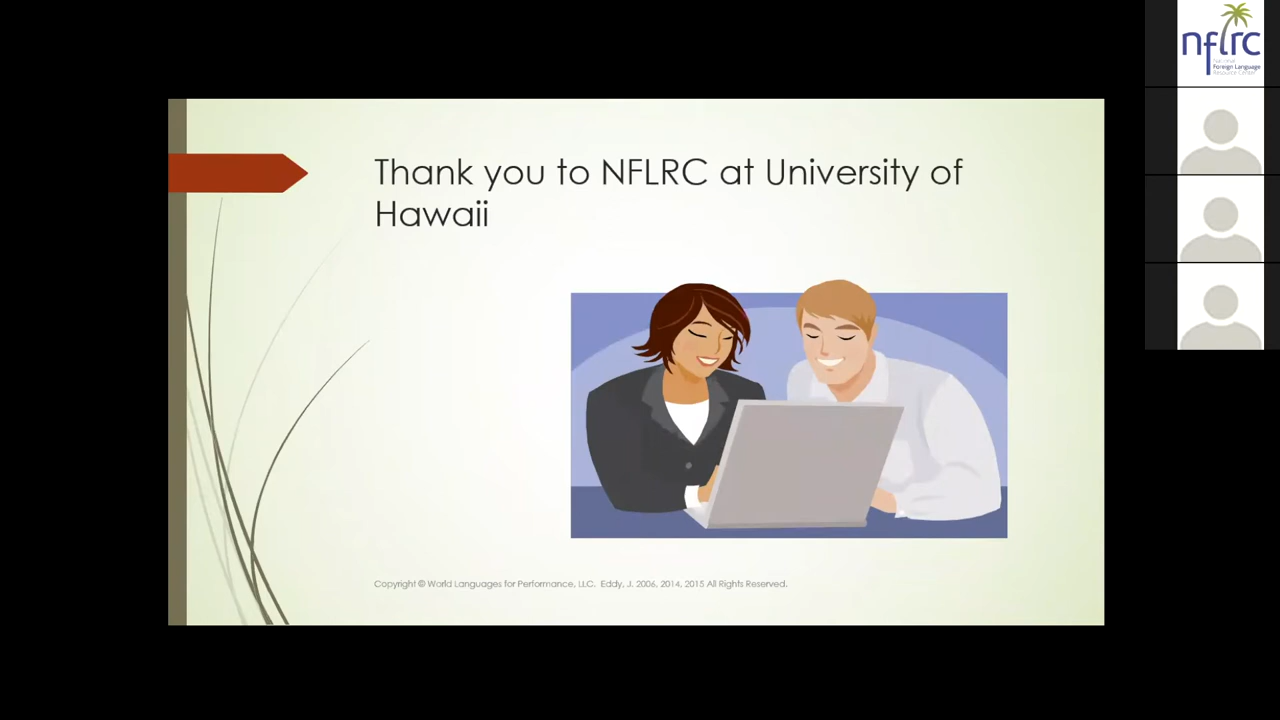 Thank you to NFLRC at University of
Hawaii
Copyright © World Languages for Performance, LLC. Eddy, J. 2006, 2014, 2015 All Rights Reserved.
nflrc
National
Foreign Language
Resource Center